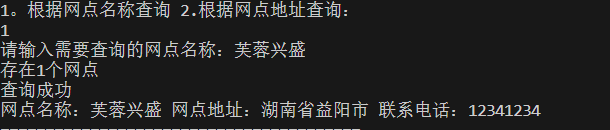 1。根据网点名称查询 2.根据网点地址查询:
1
请输入需要查询的网点名称：芙蓉兴盛
存在1个网点
查询成功
网点名称：芙蓉兴盛 网点地址：湖南省益阳市 联系电话：12341234